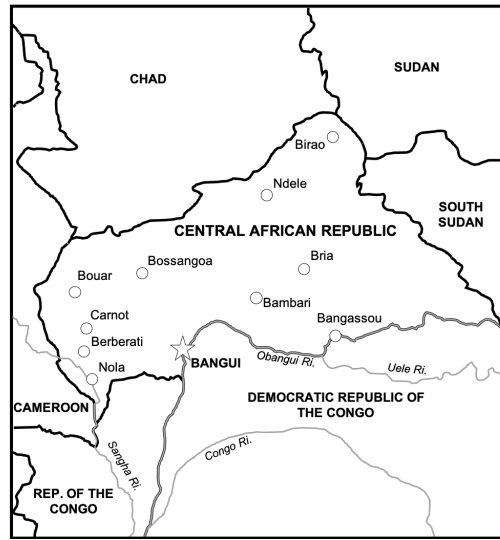 CHAD
SUDAN
Birao
Ndele
SOUTH
SUDAN
CENTRAL AFRICAN REPUBLIC
Bossangoa
Bria
Bouar
Bambari
Carnot
Bangassou
Berberati
BANGUI
Obangui Ri.
Uele Ri.
Nola
CAMEROON
DEMOCRATIC REPUBLIC OF
THE CONGO
Sangha Ri.
Congo Ri.
REP. OF THE
CONGO